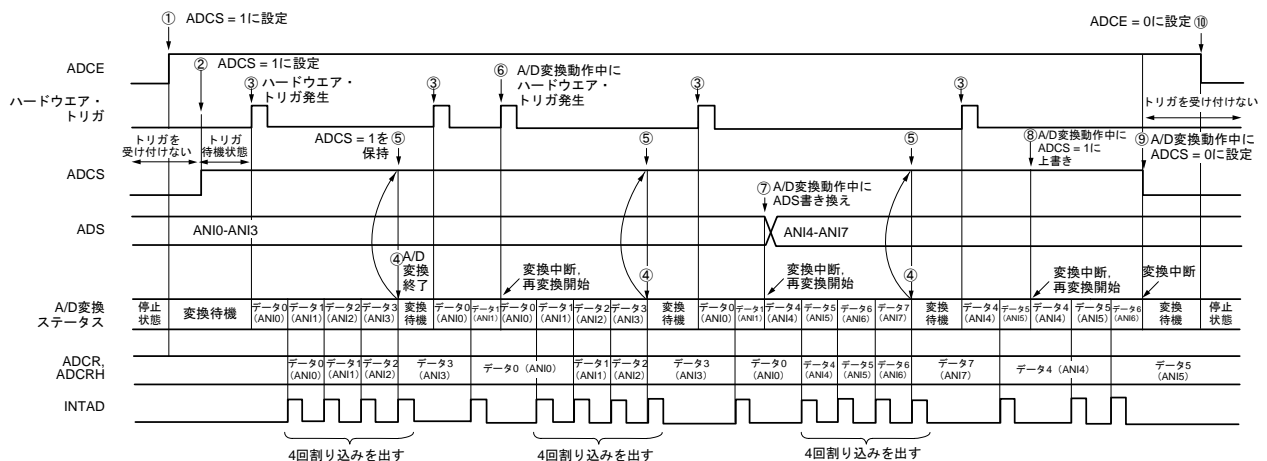 ① ADCS = 1に設定
ADCE = 0に設定 ⑩
ADCE
② ADCS = 1に設定
③ ハードウエア・
トリガ発生
③
⑥ A/D変換動作中に
ハードウエア・
トリガ発生
③
③
ハードウエア・
トリガ
トリガを受け付けない
トリガを
受け付けない
トリガ
待機状態
ADCS = 1を
保持
⑤
⑤
⑤
⑧ A/D変換動作中に
ADCS = 1に
上書き
⑨ A/D変換動作中に
ADCS = 0に設定
ADCS
⑦ A/D変換動作中に
ADS書き換え
ADS
ANI0-ANI3
ANI4-ANI7
④ A/D
変換
終了
変換中断,
再変換開始
④
変換中断,
再変換開始
④
変換中断,
再変換開始
変換中断
A/D変換
ステータス
停止
状態
変換待機
データ0
(ANI0)
データ1
(ANI1)
データ2
(ANI2)
データ3
(ANI3)
変換
待機
データ0
(ANI0)
データ1
(ANI1)
データ0
(ANI0)
データ1
(ANI1)
データ2
(ANI2)
データ3
(ANI3)
変換
待機
データ0
(ANI0)
データ1
(ANI1)
データ4
(ANI4)
データ5
(ANI5)
データ6
(ANI6)
データ7
(ANI7)
変換
待機
データ4
(ANI4)
データ5
(ANI5)
データ4
(ANI4)
データ5
(ANI5)
データ6
(ANI6)
変換
待機
停止
状態
ADCR,
ADCRH
データ0
(ANI0)
データ1
(ANI1)
データ2
(ANI2)
データ3
(ANI3)
データ0 (ANI0)
データ1
(ANI1)
データ2
(ANI2)
データ3
(ANI3)
データ0
(ANI0)
データ4
(ANI4)
データ5
(ANI5)
データ6
(ANI6)
データ7
(ANI7)
データ4 (ANI4)
データ5
(ANI5)
INTAD
4回割り込みを出す
4回割り込みを出す
4回割り込みを出す